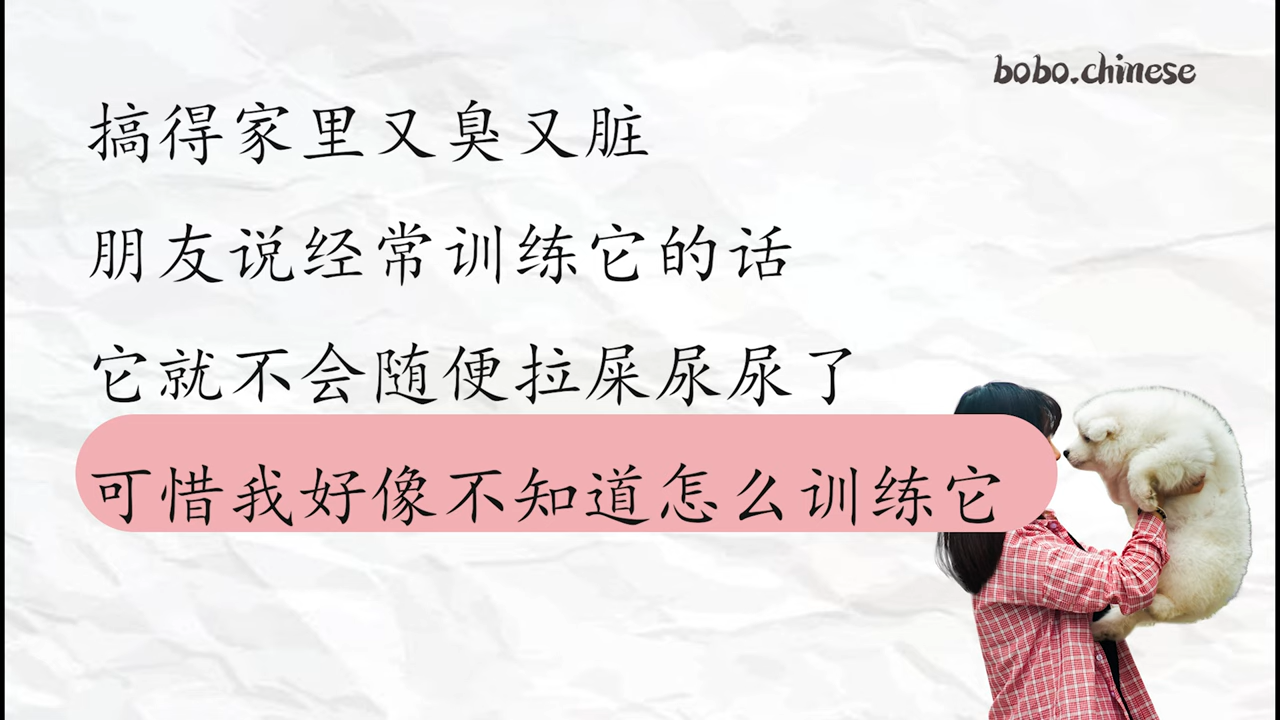 bobo.chinese
搞得家里又臭又脏
朋友说经常训练它的话
它就不会随便拉屎尿尿了
可惜我好像不知道怎么训练它